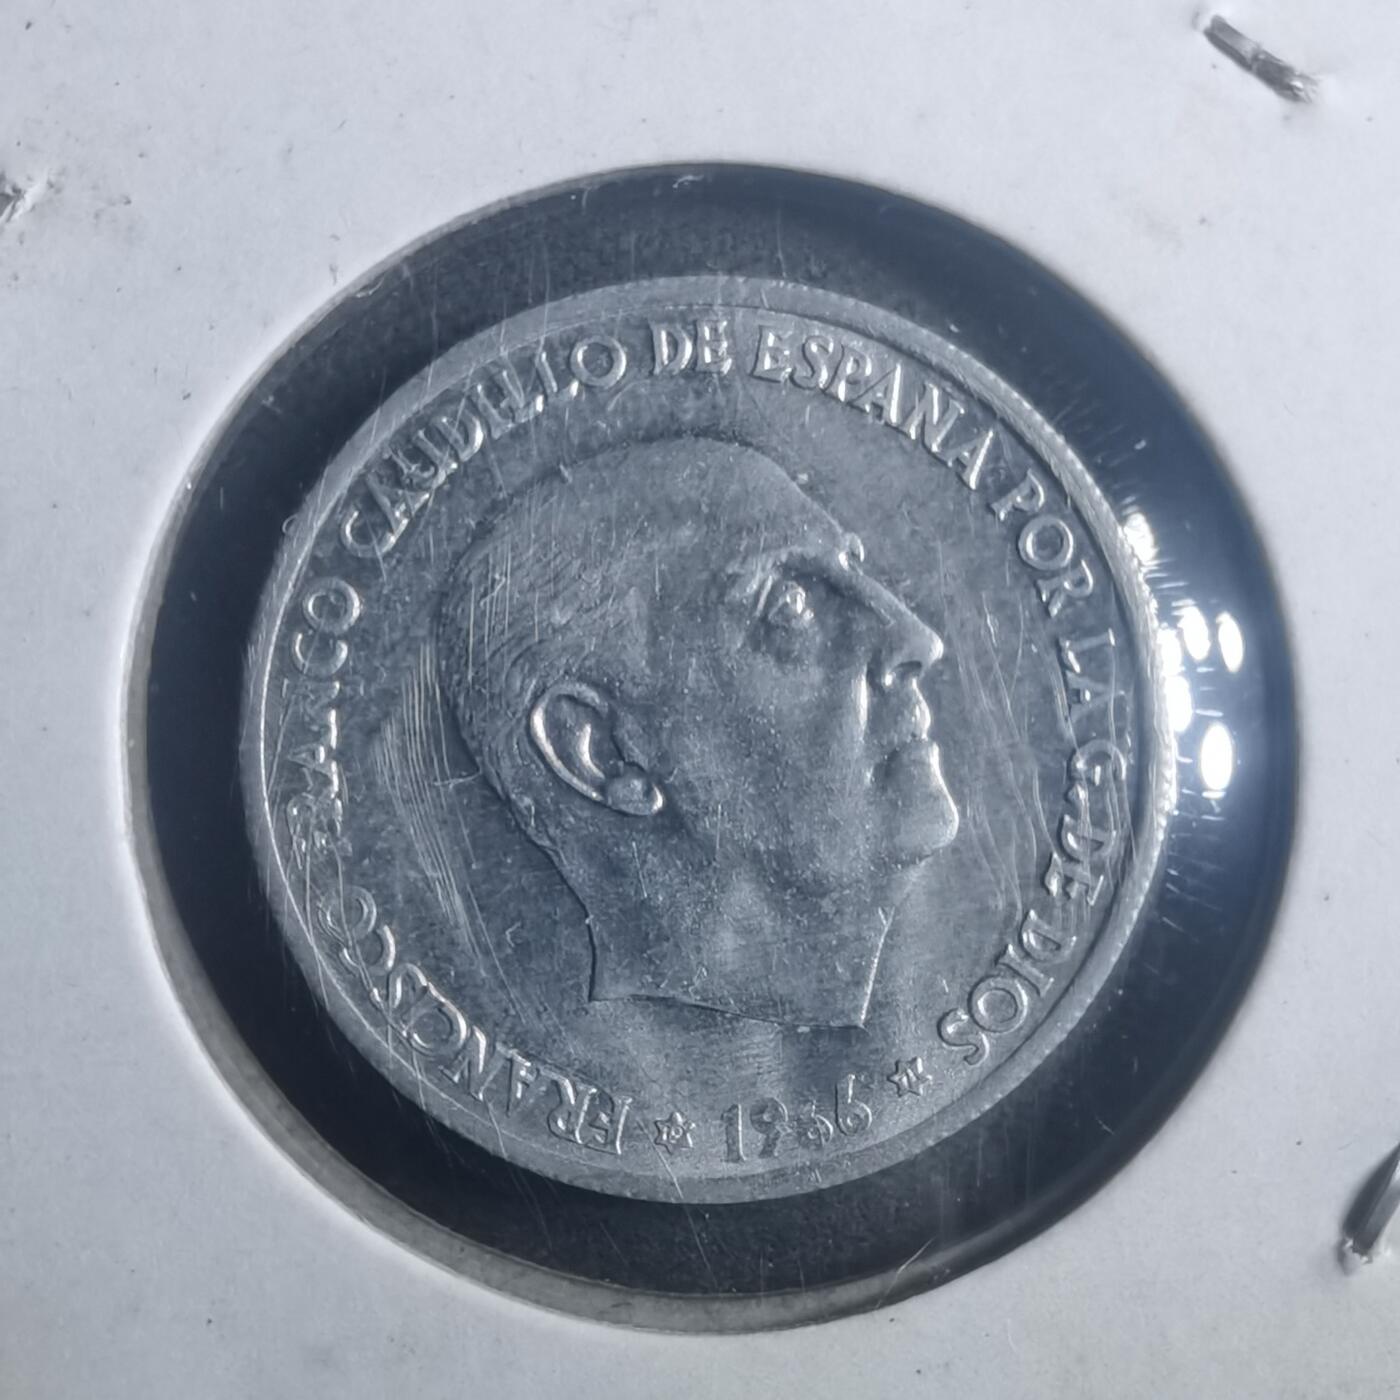 FRANCISCO FRANCO CAUDILLO DE ESPAÑA POR LA G. DE DIOS
* 1966 *